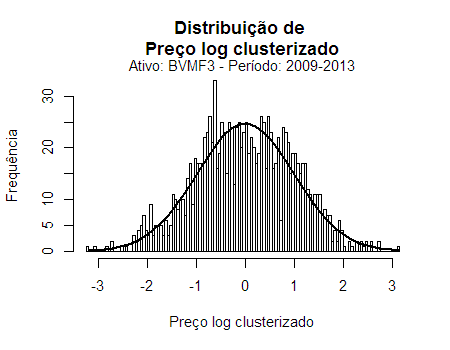 Distribuição de
Preço log clusterizado
Ativo: BVMF3 - Período: 2009-2013
Frequência
30
20
10
5
0
-3 -2 -1 0 1 2 3
Preço log clusterizado